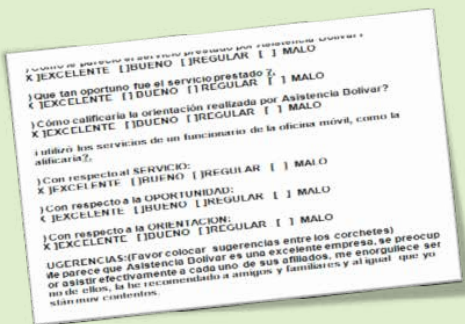 ) Como le pareció el servicio prestado por Asistencia Bolívar?
X ]EXCELENTE [ ]BUENO [ ]REGULAR [ ] MALO
)Que tan oportuno fue el servicio prestado ?.
X ]EXCELENTE [ ]BUENO [ ]REGULAR [ ] MALO
)Cómo calificaría la orientación realizada por Asistencia Bolívar?
X ]EXCELENTE [ ]BUENO [ ]REGULAR [ ] MALO
i utilizó los servicios de un funcionario de la oficina móvil, como la
alificaría?.
)Con respecto al SERVICIO:
X ]EXCELENTE [ ]BUENO [ ]REGULAR [ ] MALO
)Con respecto a la OPORTUNIDAD:
X ]EXCELENTE [ ]BUENO [ ]REGULAR [ ] MALO
)Con respecto a la ORIENTACION:
X ]EXCELENTE [ ]BUENO [ ]REGULAR [ ] MALO
UGERENCIAS:(Favor colocar sugerencias entre los corchetes)
Me parece que Asistencia Bolívar es una excelente empresa, se preocup
or asistir efectivamente a cada uno de sus afiliados, me enorgullece ser
no de ellos, la he recomendado a amigos y familiares y al igual que yo
stán muy contentos.